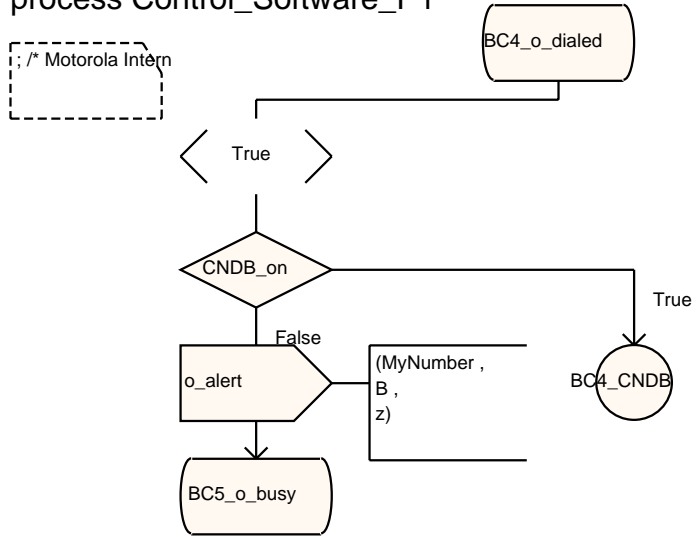 process Control_Software_P1
; /* Motorola Intern
BC4_o_dialed
True
CNDB_on
True
False
o_alert
(MyNumber ,
B ,
z)
BC4_CNDB
BC5_o_busy